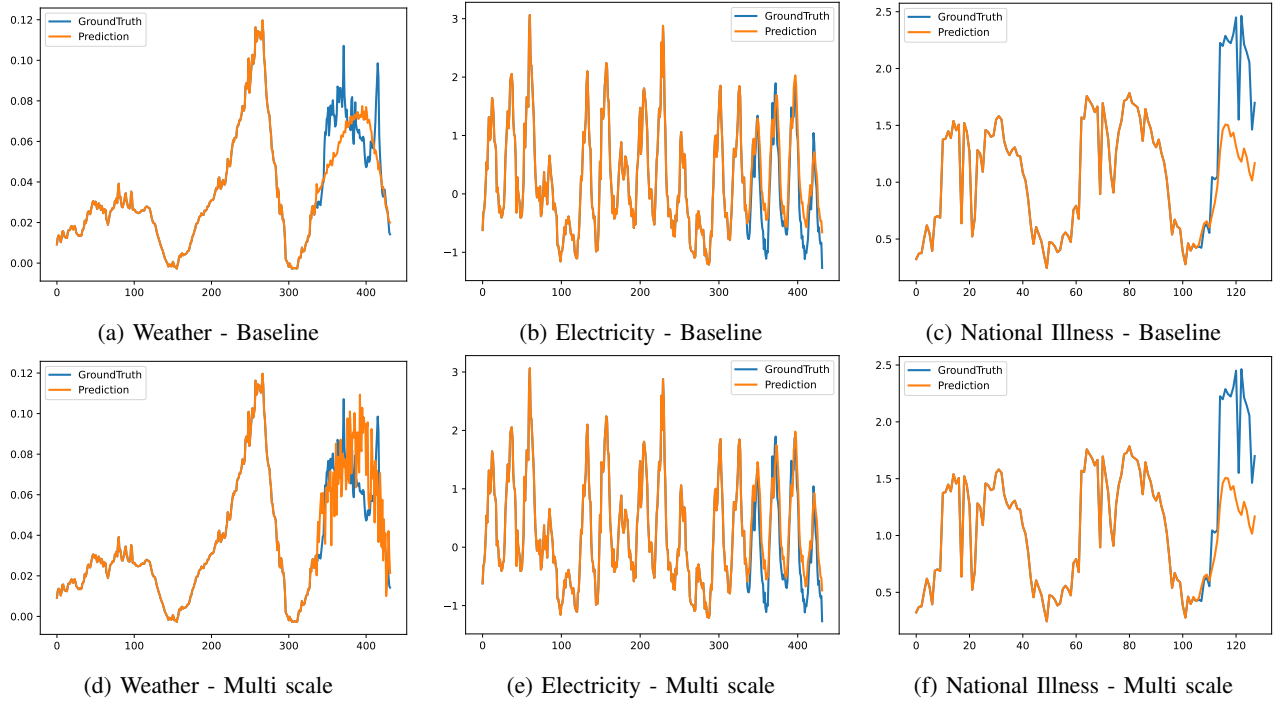 0.12
0.10
0.08
0.06
0.04
0.02
0.00
GroundTruth
Prediction
0 100 200 300 400
(a) Weather - Baseline
3
2
1
0
−1
GroundTruth
Prediction
0 100 200 300 400
(b) Electricity - Baseline
2.5
2.0
1.5
1.0
0.5
GroundTruth
Prediction
0 20 40 60 80 100 120
(c) National Illness - Baseline
0.12
0.10
0.08
0.06
0.04
0.02
0.00
GroundTruth
Prediction
0 100 200 300 400
(d) Weather - Multi scale
3
2
1
0
−1
GroundTruth
Prediction
0 100 200 300 400
(e) Electricity - Multi scale
2.5
2.0
1.5
1.0
0.5
GroundTruth
Prediction
0 20 40 60 80 100 120
(f) National Illness - Multi scale